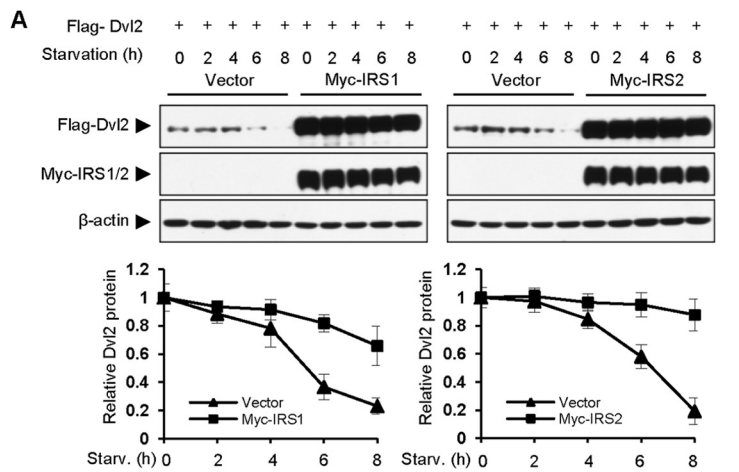 A
Flag- Dvl2 + + + + + + + + + + + + + + + + + + + +
Starvation (h) 0 2 4 6 8 0 2 4 6 8 0 2 4 6 8 0 2 4 6 8
Vector Myc-IRS1 Vector Myc-IRS2
Flag-Dvl2
Myc-IRS1/2
β-actin
Relative Dvl2 protein
1.2
1
0.8
0.6
0.4
0.2
0
Vector
Myc-IRS1
Starv. (h) 0 2 4 6 8
Relative Dvl2 protein
1.2
1
0.8
0.6
0.4
0.2
0
Vector
Myc-IRS2
Starv. (h) 0 2 4 6 8